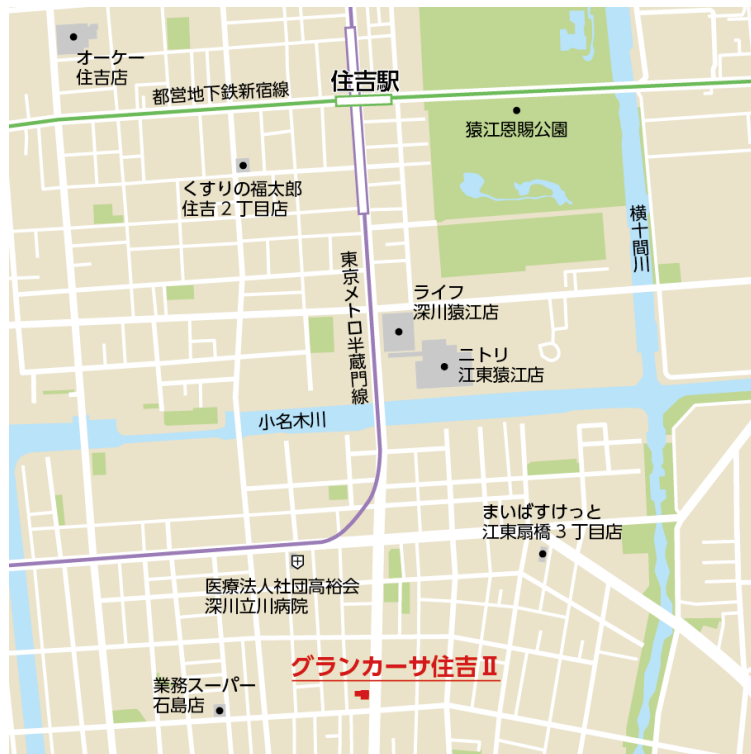 オーケー
住吉店
住吉駅
都営地下鉄新宿線
猿江恩賜公園
くすりの福太郎
住吉2丁目店
横十間川
東京メトロ半蔵門線
ライフ
深川猿江店
ニトリ
江東猿江店
小名木川
まいばすけっと
江東扇橋3丁目店
医療法人社団高裕会
深川立川病院
グランカーサ住吉Ⅱ
業務スーパー
石島店